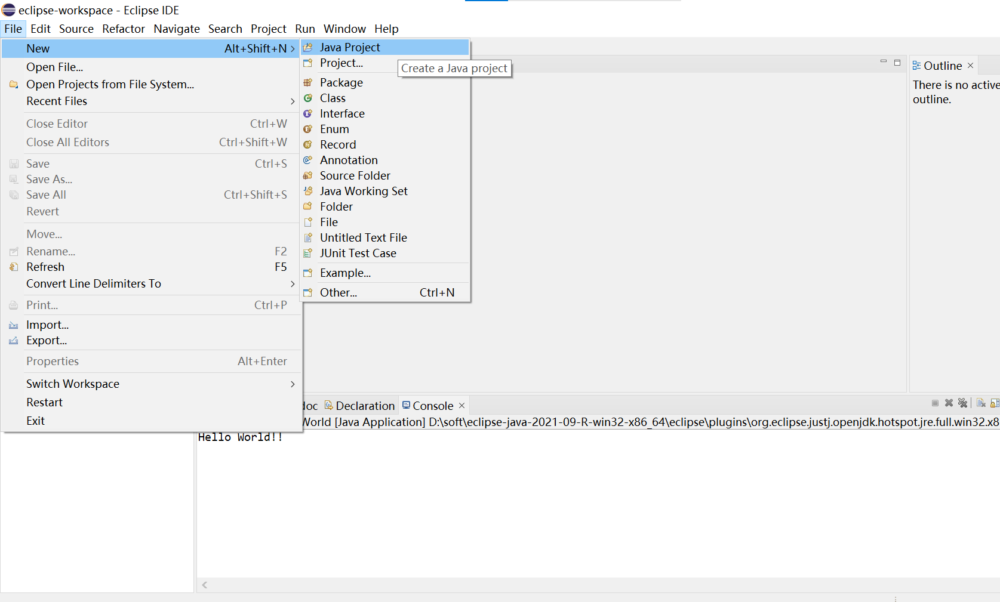 eclipse-workspace - Eclipse IDE
File Edit Source Refactor Navigate Search Project Run Window Help
New Alt+Shift+N
Open File...
Open Projects from File System...
Recent Files
Close Editor Ctrl+W
Close All Editors Ctrl+Shift+W
Save Ctrl+S
Save As...
Save All Ctrl+Shift+S
Revert
Move...
Rename... F2
Refresh F5
Convert Line Delimiters To
Print... Ctrl+P
Import...
Export...
Properties Alt+Enter
Switch Workspace
Restart
Exit
Java Project
Project...
Create a Java project
Package
Class
Interface
Enum
Record
Annotation
Source Folder
Java Working Set
Folder
File
Untitled Text File
JUnit Test Case
Example...
Other... Ctrl+N
Outline
There is no active
outline.
doc Declaration Console
World [Java Application] D:\soft\eclipse-java-2021-09-R-win32-x86_64\eclipse\plugins\org.eclipse.justj.openjdk.hotspot.jre.full.win32.x8
Hello World!!